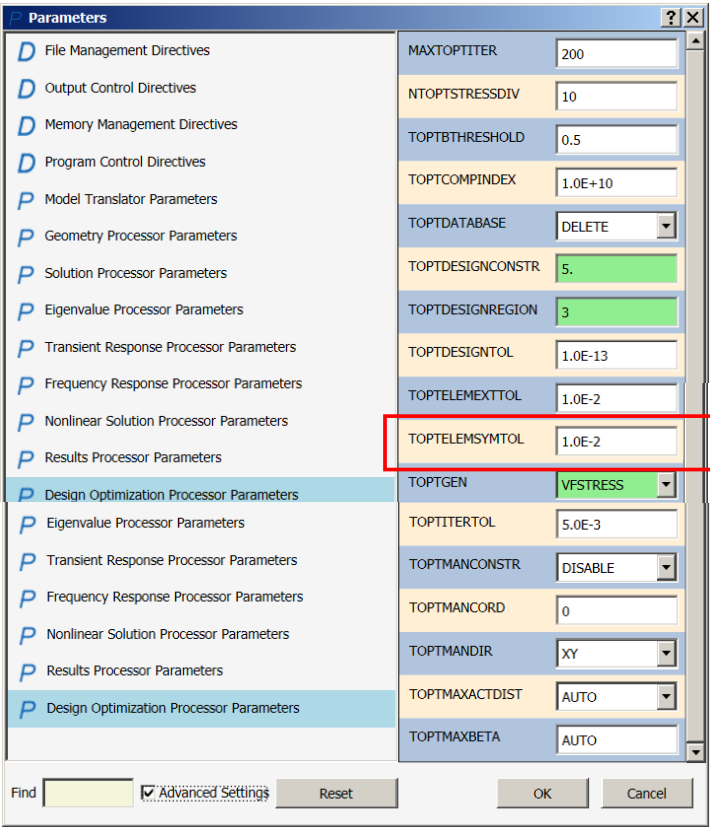 Parameters
D File Management Directives
D Output Control Directives
D Memory Management Directives
D Program Control Directives
P Model Translator Parameters
P Geometry Processor Parameters
P Solution Processor Parameters
P Eigenvalue Processor Parameters
P Transient Response Processor Parameters
P Frequency Response Processor Parameters
P Nonlinear Solution Processor Parameters
P Results Processor Parameters
P Design Optimization Processor Parameters
P Eigenvalue Processor Parameters
P Transient Response Processor Parameters
P Frequency Response Processor Parameters
P Nonlinear Solution Processor Parameters
P Results Processor Parameters
P Design Optimization Processor Parameters
MAXTOPTITER 200
NTOPTSTRESSDIV 10
TOPTBTHRESHOLD 0.5
TOPTCOMPINDEX 1.0E+10
TOPTDATABASE DELETE
TOPTDESIGNCONSTR 5.
TOPTDESIGNREGION 3
TOPTDESIGNTOL 1.0E-13
TOPTELEMEXTTOL 1.0E-2
TOPTELEMSYMTOL 1.0E-2
TOPTGEN VFSTRESS
TOPTITERTOL 5.0E-3
TOPTMANCONSTR DISABLE
TOPTMANCORD 0
TOPTMANDIR XY
TOPTMAXACTDIST AUTO
TOPTMAXBETA AUTO
Find Advanced Settings Reset OK Cancel